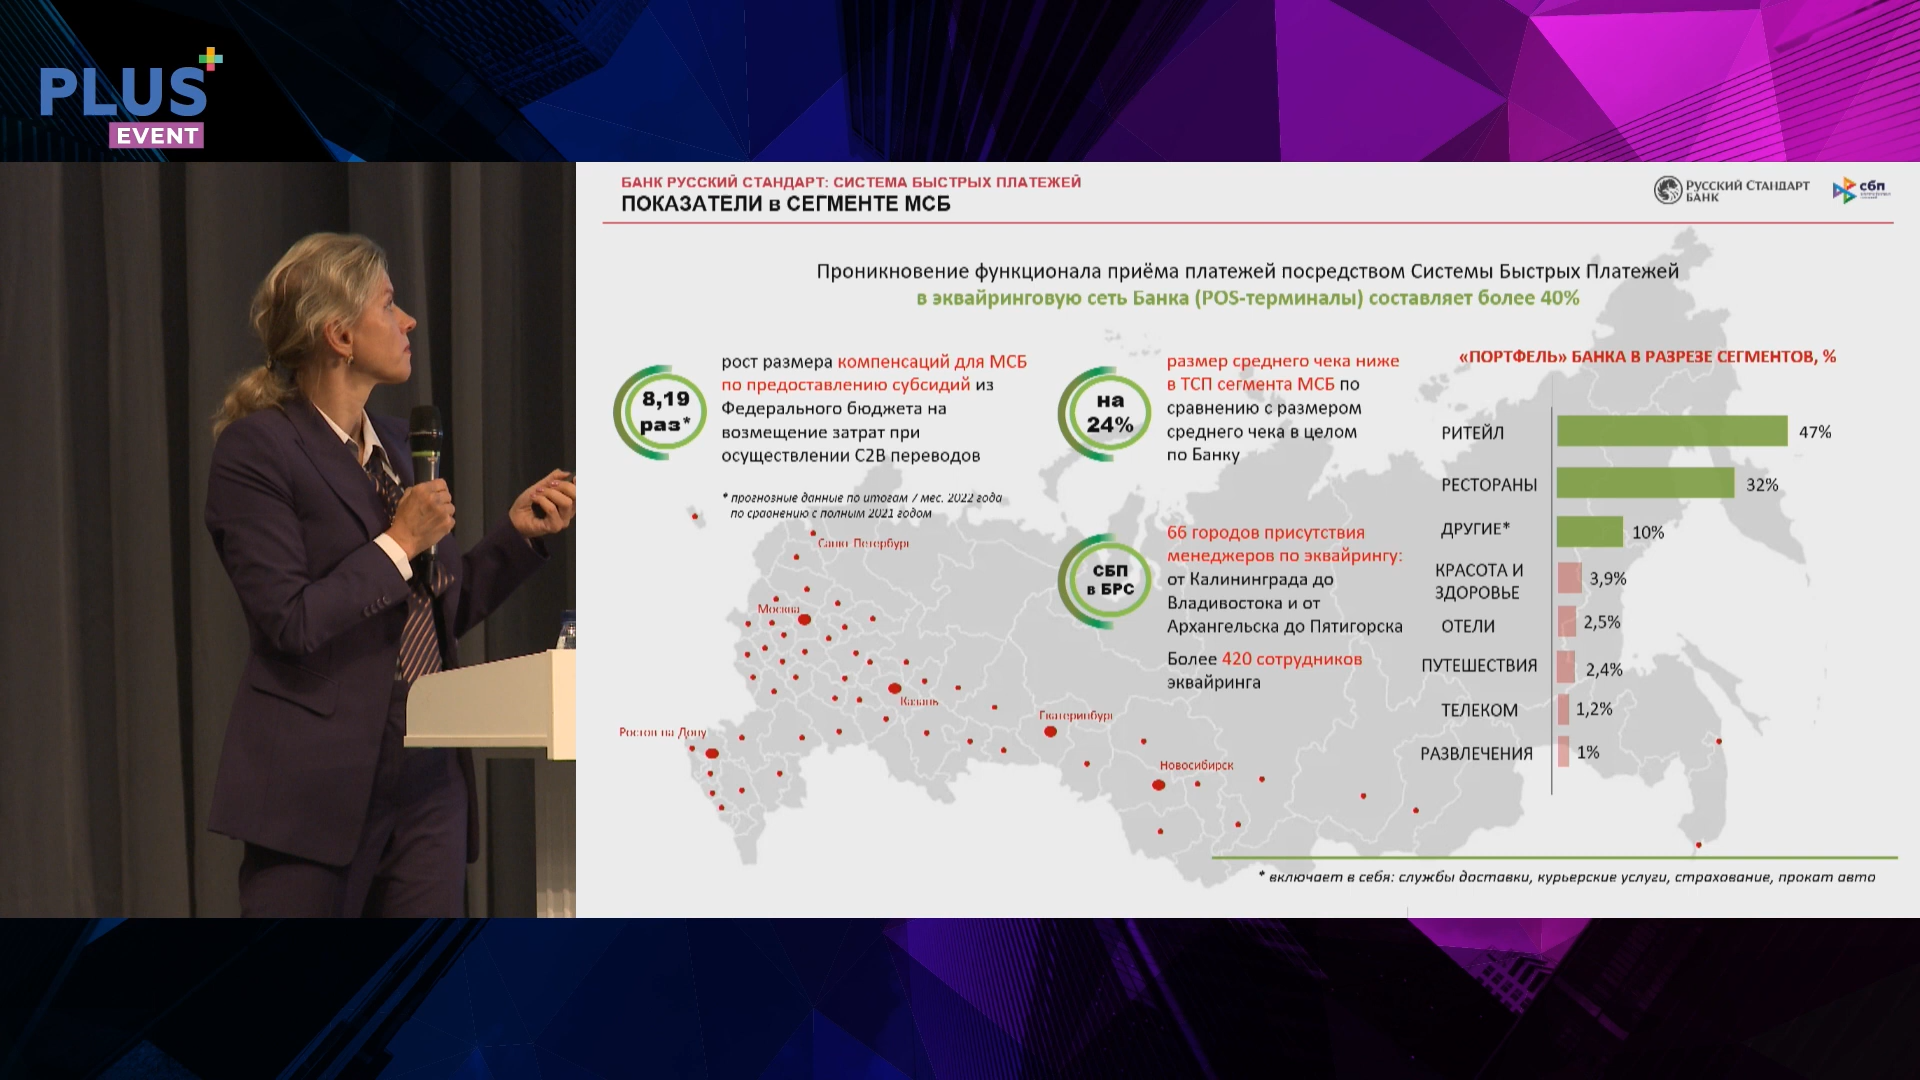 PLUS
EVENT
БАНК РУССКИЙ СТАНДАРТ: СИСТЕМА БЫСТРЫХ ПЛАТЕЖЕЙ
ПОКАЗАТЕЛИ в СЕГМЕНТЕ МСБ
РУССКИЙ СТАНДАРТ
БАНК
сбп
Проникновение функционала приёма платежей посредством Системы Быстрых Платежей
в эквайринговую сеть Банка (POS-терминалы) составляет более 40%
8,19
раз*
рост размера компенсаций для МСБ
по предоставлению субсидий из
Федерального бюджета на
возмещение затрат при
осуществлении С2В переводов
* прогнозные данные по итогам 7 мес. 2022 года
по сравнению с полным 2021 годом
на
24%
размер среднего чека ниже
в ТСП сегмента МСБ по
сравнению с размером
среднего чека в целом
по Банку
СБП
в БРС
66 городов присутствия
менеджеров по эквайрингу:
от Калининграда до
Владивостока и от
Архангельска до Пятигорска
Более 420 сотрудников
эквайринга
«ПОРТФЕЛЬ» БАНКА В РАЗРЕЗЕ СЕГМЕНТОВ, %
РИТЕЙЛ 47%
РЕСТОРАНЫ 32%
ДРУГИЕ* 10%
КРАСОТА И
ЗДОРОВЬЕ 3,9%
ОТЕЛИ 2,5%
ПУТЕШЕСТВИЯ 2,4%
ТЕЛЕКОМ 1,2%
РАЗВЛЕЧЕНИЯ 1%
Санкт-Петербург
Москва
Казань
Ростов на Дону
Екатеринбург
Новосибирск
* включает в себя: службы доставки, курьерские услуги, страхование, прокат авто